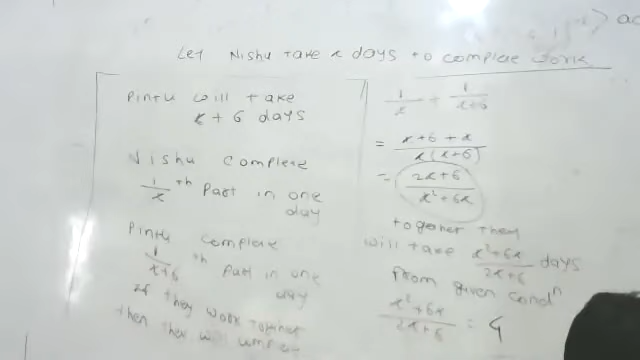 Let Nishu take x days to complete work
Pintu will take
x + 6 days
Nishu complete
1/x th part in one
day
Pintu complete
1/x+6 th part in one
day
if they work together
then they will
1/x + 1/x+6
= x+6+x / x(x+6)
= 2x+6 / x²+6x
together they
will take x²+6x / 2x+6 days
From given condn
x²+6x / 2x+6 = 4